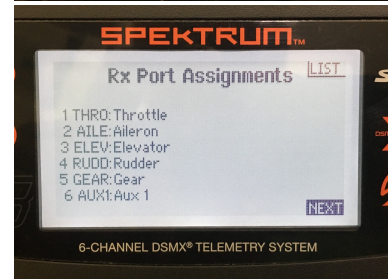 SPEKTRUM™
Rx Port Assignments
LIST
1 THRO:Throttle
2 AILE:Aileron
3 ELEV:Elevator
4 RUDD:Rudder
5 GEAR:Gear
6 AUX1:Aux 1
NEXT
6-CHANNEL DSMX® TELEMETRY SYSTEM